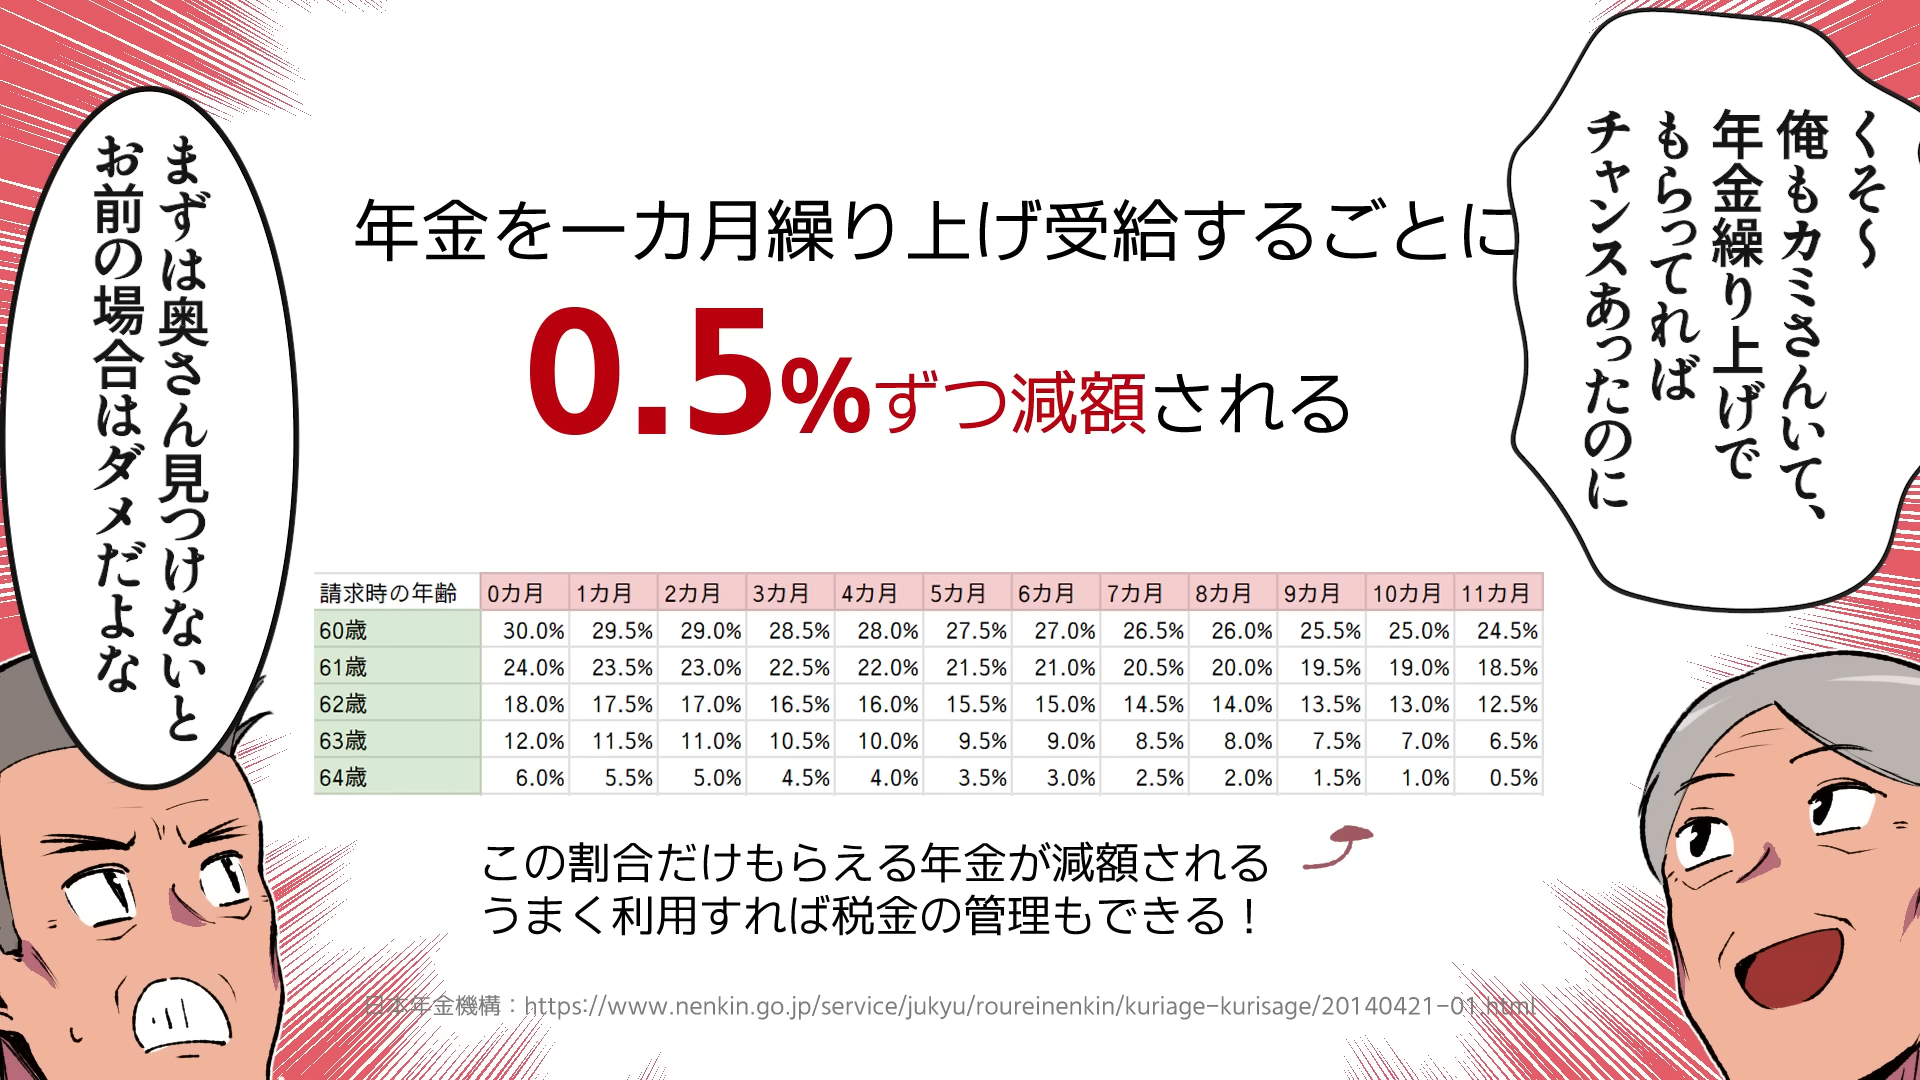 くそ～
俺もカミさんいて、
年金繰り上げで
もらってれば
チャンスあったのに
まずは奥さん見つけないと
お前の場合はダメだよな
年金を一カ月繰り上げ受給するごとに
0.5%ずつ減額される
請求時の年齢 0カ月 1カ月 2カ月 3カ月 4カ月 5カ月 6カ月 7カ月 8カ月 9カ月 10カ月 11カ月
60歳 30.0% 29.5% 29.0% 28.5% 28.0% 27.5% 27.0% 26.5% 26.0% 25.5% 25.0% 24.5%
61歳 24.0% 23.5% 23.0% 22.5% 22.0% 21.5% 21.0% 20.5% 20.0% 19.5% 19.0% 18.5%
62歳 18.0% 17.5% 17.0% 16.5% 16.0% 15.5% 15.0% 14.5% 14.0% 13.5% 13.0% 12.5%
63歳 12.0% 11.5% 11.0% 10.5% 10.0% 9.5% 9.0% 8.5% 8.0% 7.5% 7.0% 6.5%
64歳 6.0% 5.5% 5.0% 4.5% 4.0% 3.5% 3.0% 2.5% 2.0% 1.5% 1.0% 0.5%
この割合だけもらえる年金が減額される
うまく利用すれば税金の管理もできる！
日本年金機構：https://www.nenkin.go.jp/service/jukyu/roureinenkin/kuriage-kurisage/20140421-01.html